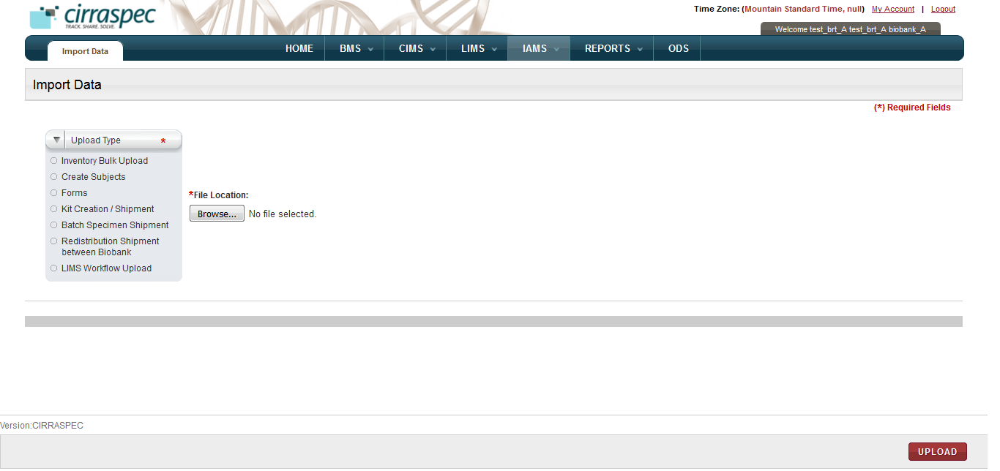 cirraspec
TRACK. SHARE. SOLVE.
Time Zone: (Mountain Standard Time, null) My Account | Logout
Welcome test_brt_A test_brt_A biobank_A
Import Data
HOME BMS CIMS LIMS IAMS REPORTS ODS
Import Data
(*) Required Fields
Upload Type *
Inventory Bulk Upload
Create Subjects
Forms
Kit Creation / Shipment
Batch Specimen Shipment
Redistribution Shipment
between Biobank
LIMS Workflow Upload
*File Location:
Browse... No file selected.
Version:CIRRASPEC
UPLOAD